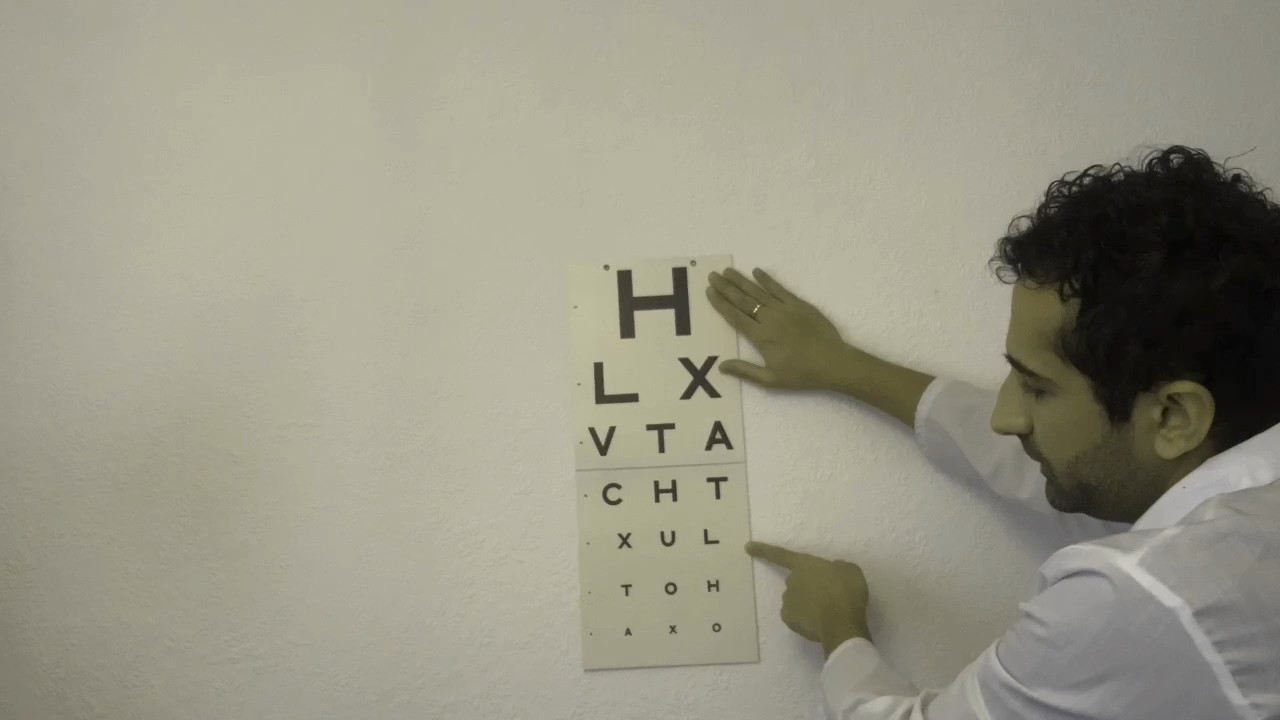 H
L X
V T A
C H T
X U L
T O H
A X O